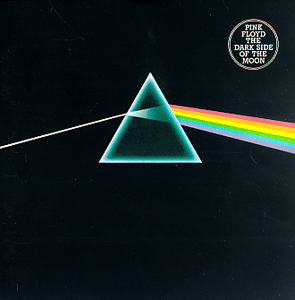 PINK
FLOYD THE
DARK SIDE
OF THE
MOON